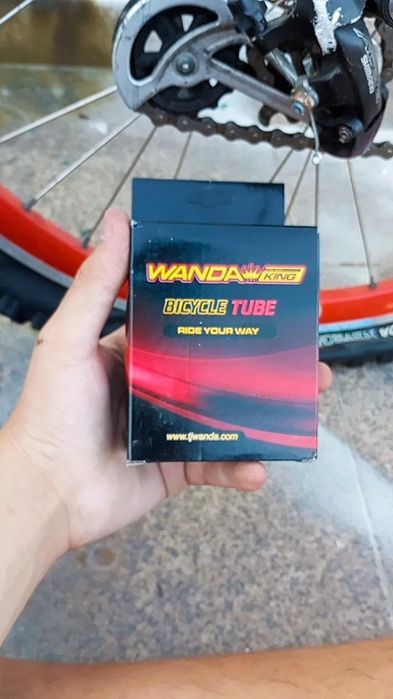 WANDA KING
BICYCLE TUBE
RIDE YOUR WAY
www.tjwanda.com